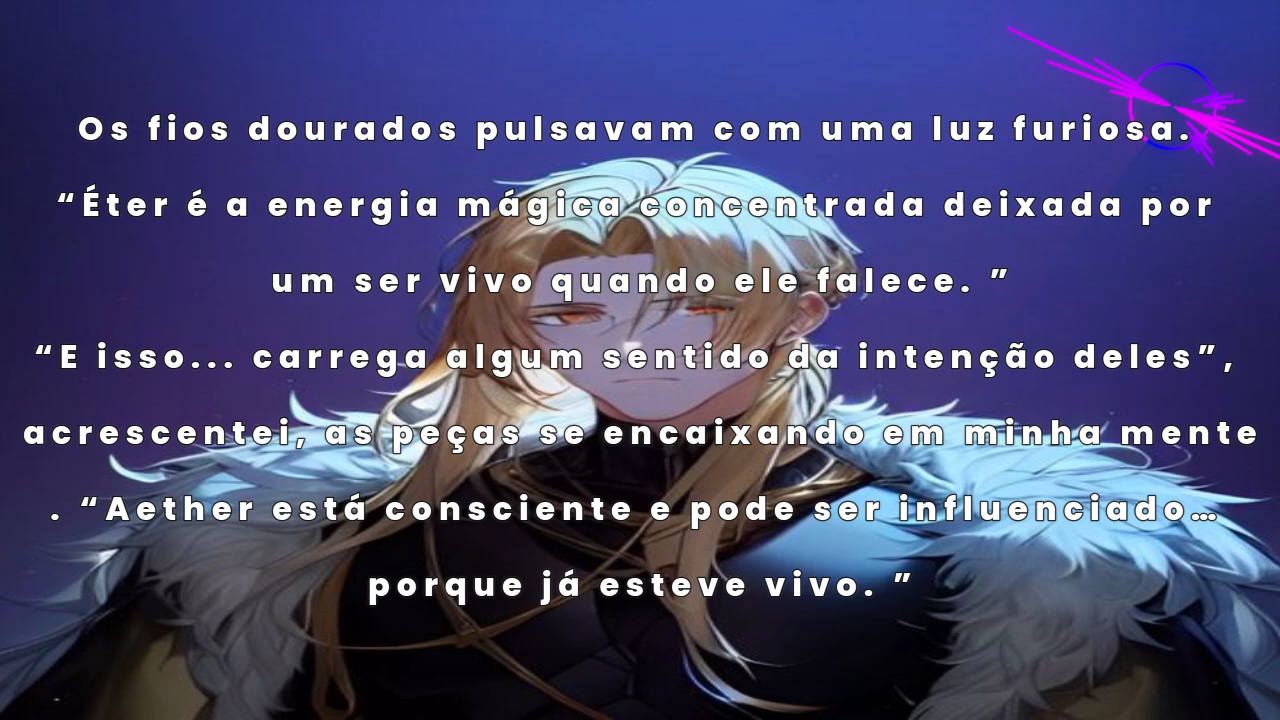 Os fios dourados pulsavam com uma luz furiosa.
“Éter é a energia mágica concentrada deixada por
um ser vivo quando ele falece. ”
“E isso... carrega algum sentido da intenção deles”,
acrescentei, as peças se encaixando em minha mente
. “Aether está consciente e pode ser influenciado…
porque já esteve vivo. ”